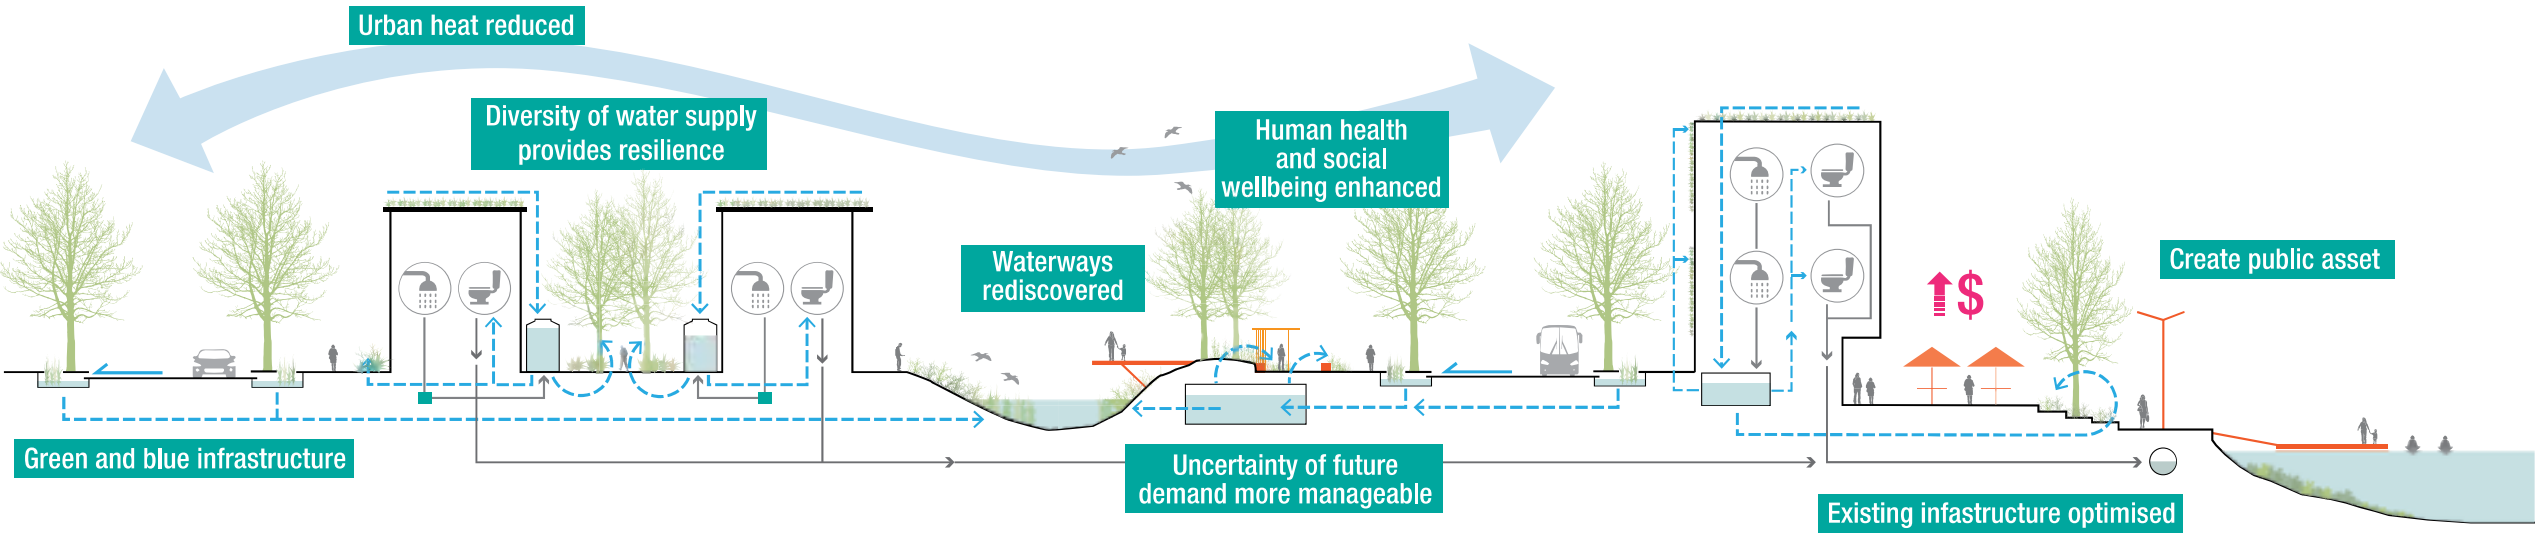 Urban heat reduced
Diversity of water supply
provides resilience
Human health
and social
wellbeing enhanced
Waterways
rediscovered
$
Create public asset
Green and blue infrastructure
Uncertainty of future
demand more manageable
Existing infastructure optimised